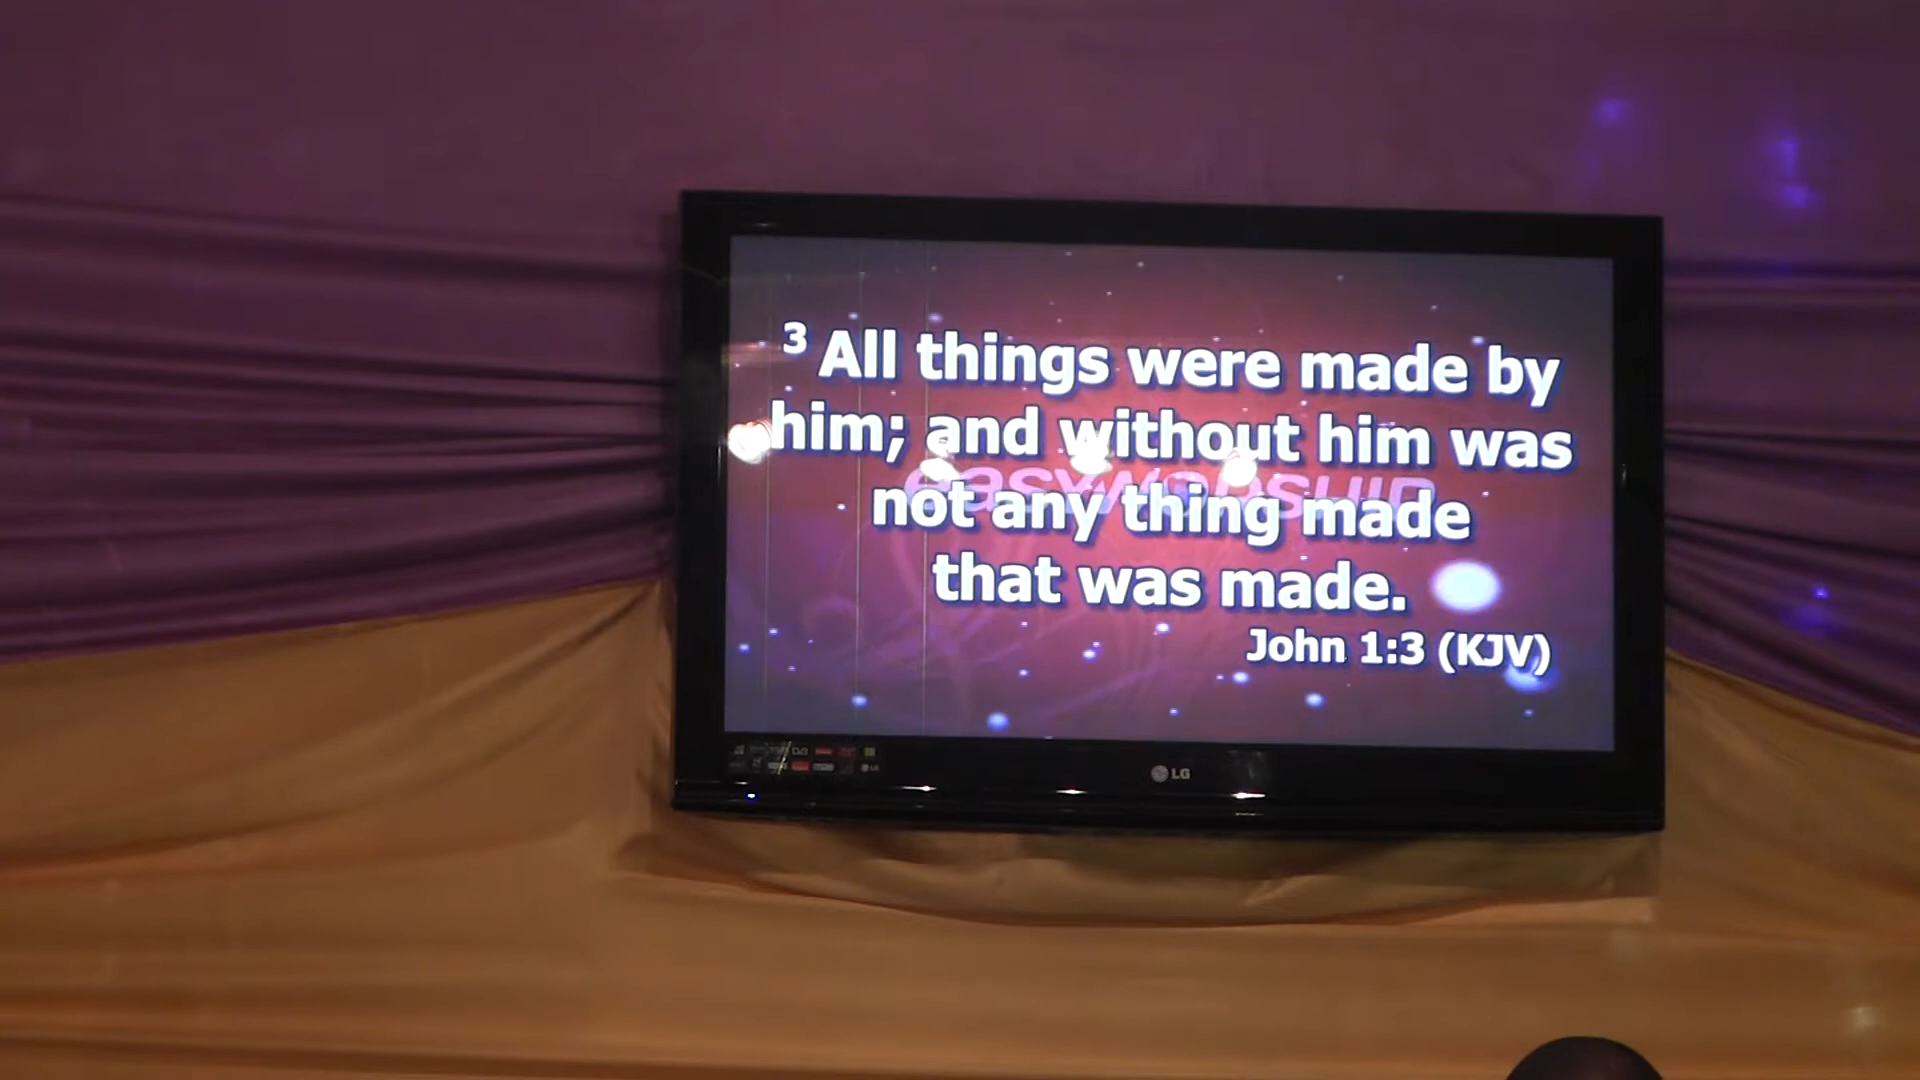 3 All things were made by
him; and without him was
easyworship
not any thing made
that was made.
John 1:3 (KJV)
LG